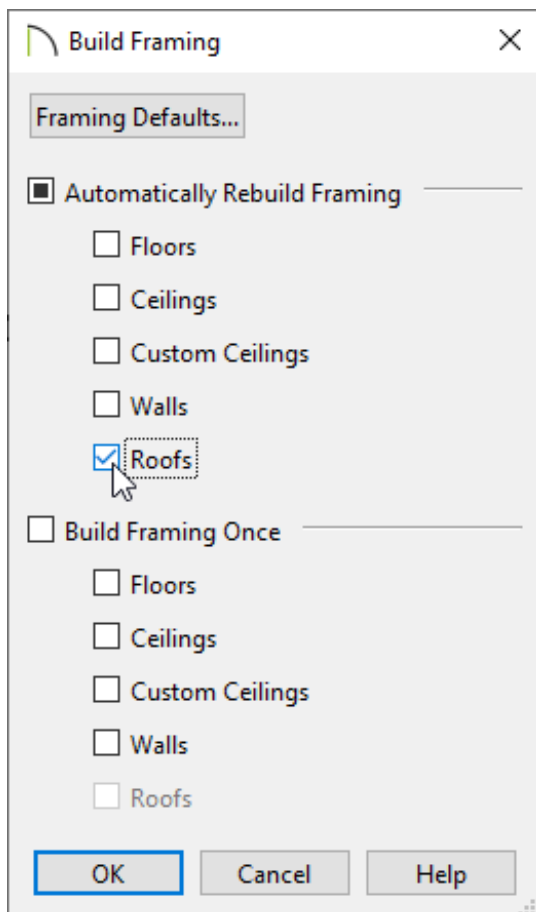 Build Framing
Framing Defaults...
Automatically Rebuild Framing
Floors
Ceilings
Custom Ceilings
Walls
Roofs
Build Framing Once
Floors
Ceilings
Custom Ceilings
Walls
Roofs
OK Cancel Help